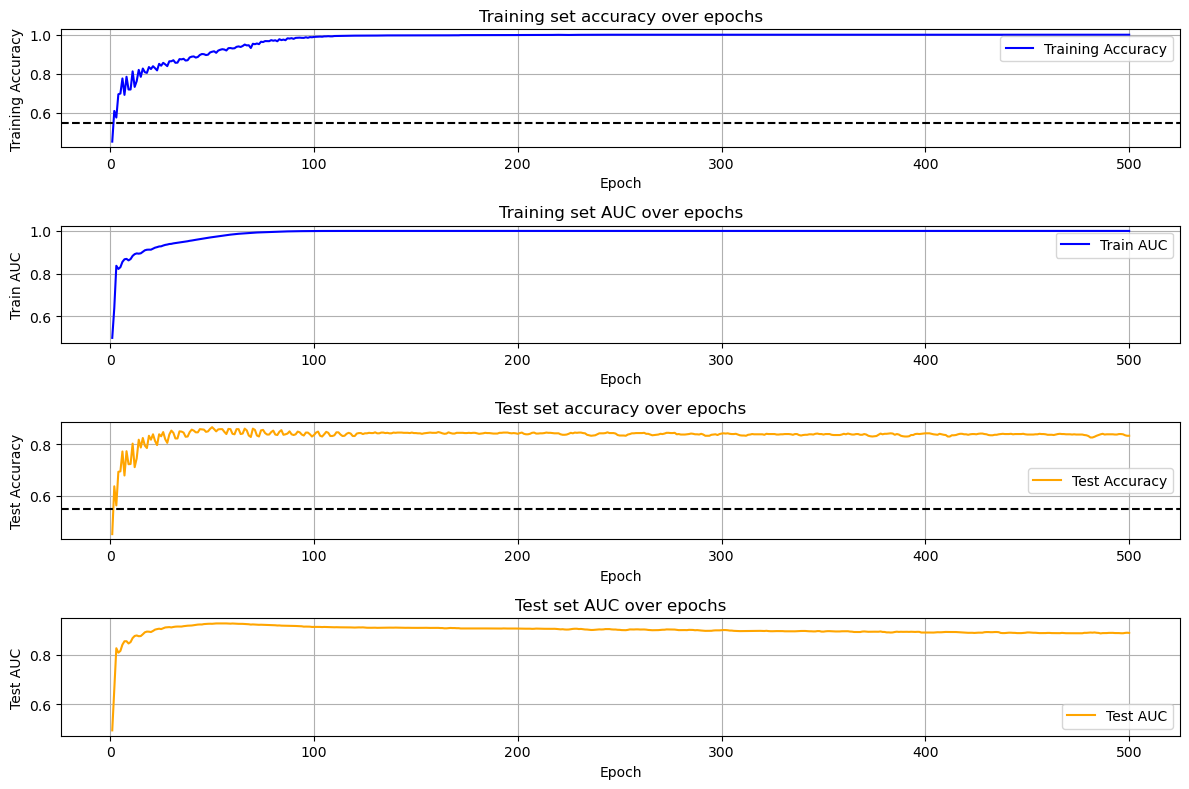 Training set accuracy over epochs
Training Accuracy
1.0
0.8
0.6
Training Accuracy
0 100 200 300 400 500
Epoch
Training set AUC over epochs
Train AUC
1.0
0.8
0.6
Train AUC
0 100 200 300 400 500
Epoch
Test set accuracy over epochs
Test Accuracy
0.8
0.6
Test Accuracy
0 100 200 300 400 500
Epoch
Test set AUC over epochs
Test AUC
0.8
0.6
Test AUC
0 100 200 300 400 500
Epoch